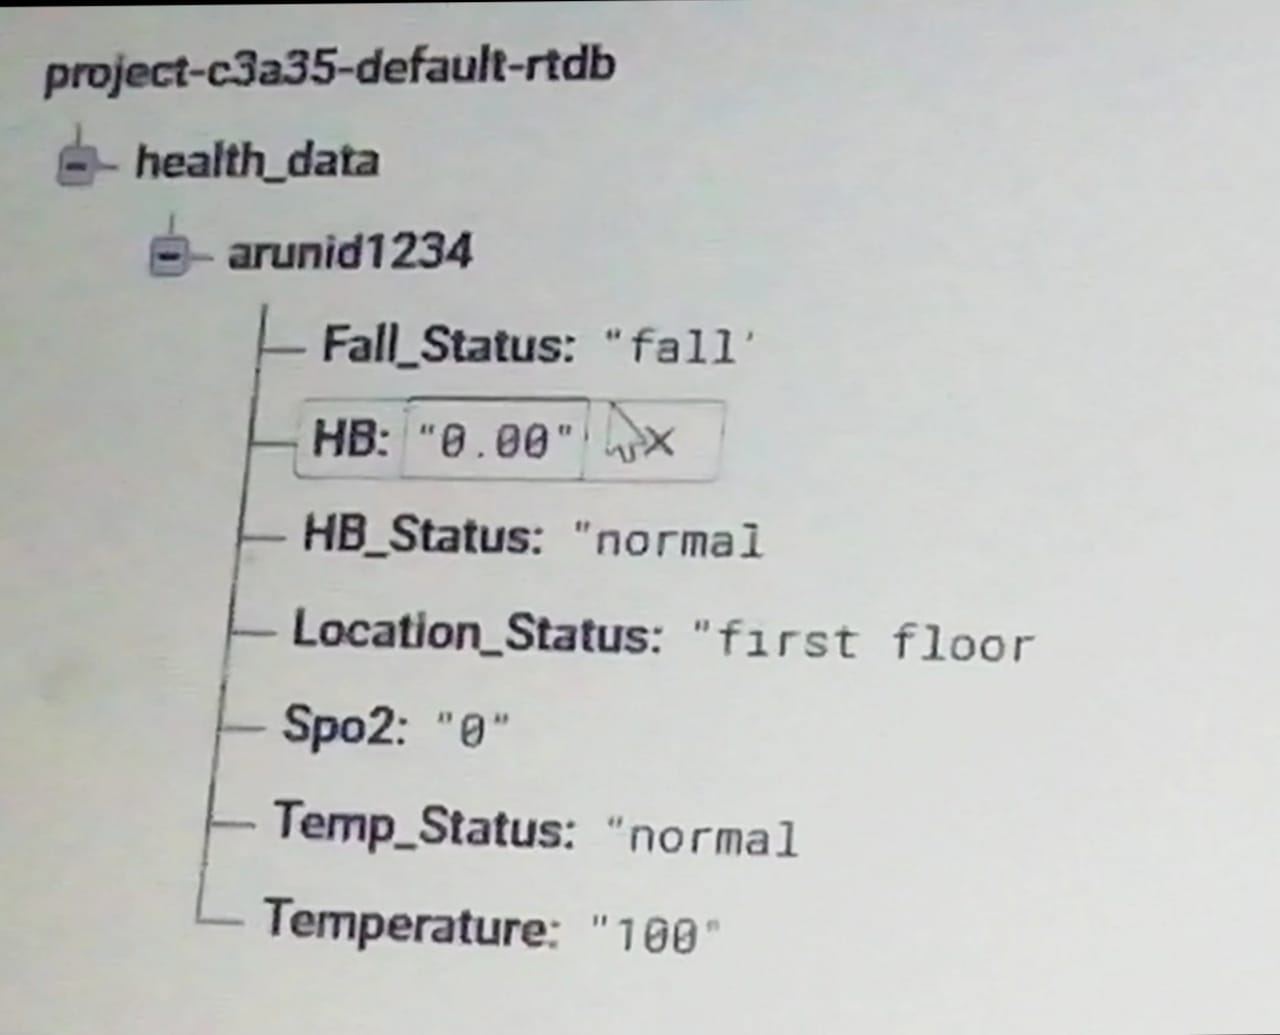 project-c3a35-default-rtdb
health_data
arunid1234
Fall_Status: "fall'
HB: "0.00" ×
HB_Status: "normal
Location_Status: "first floor
Spo2: "0"
Temp_Status: "normal
Temperature: "100"